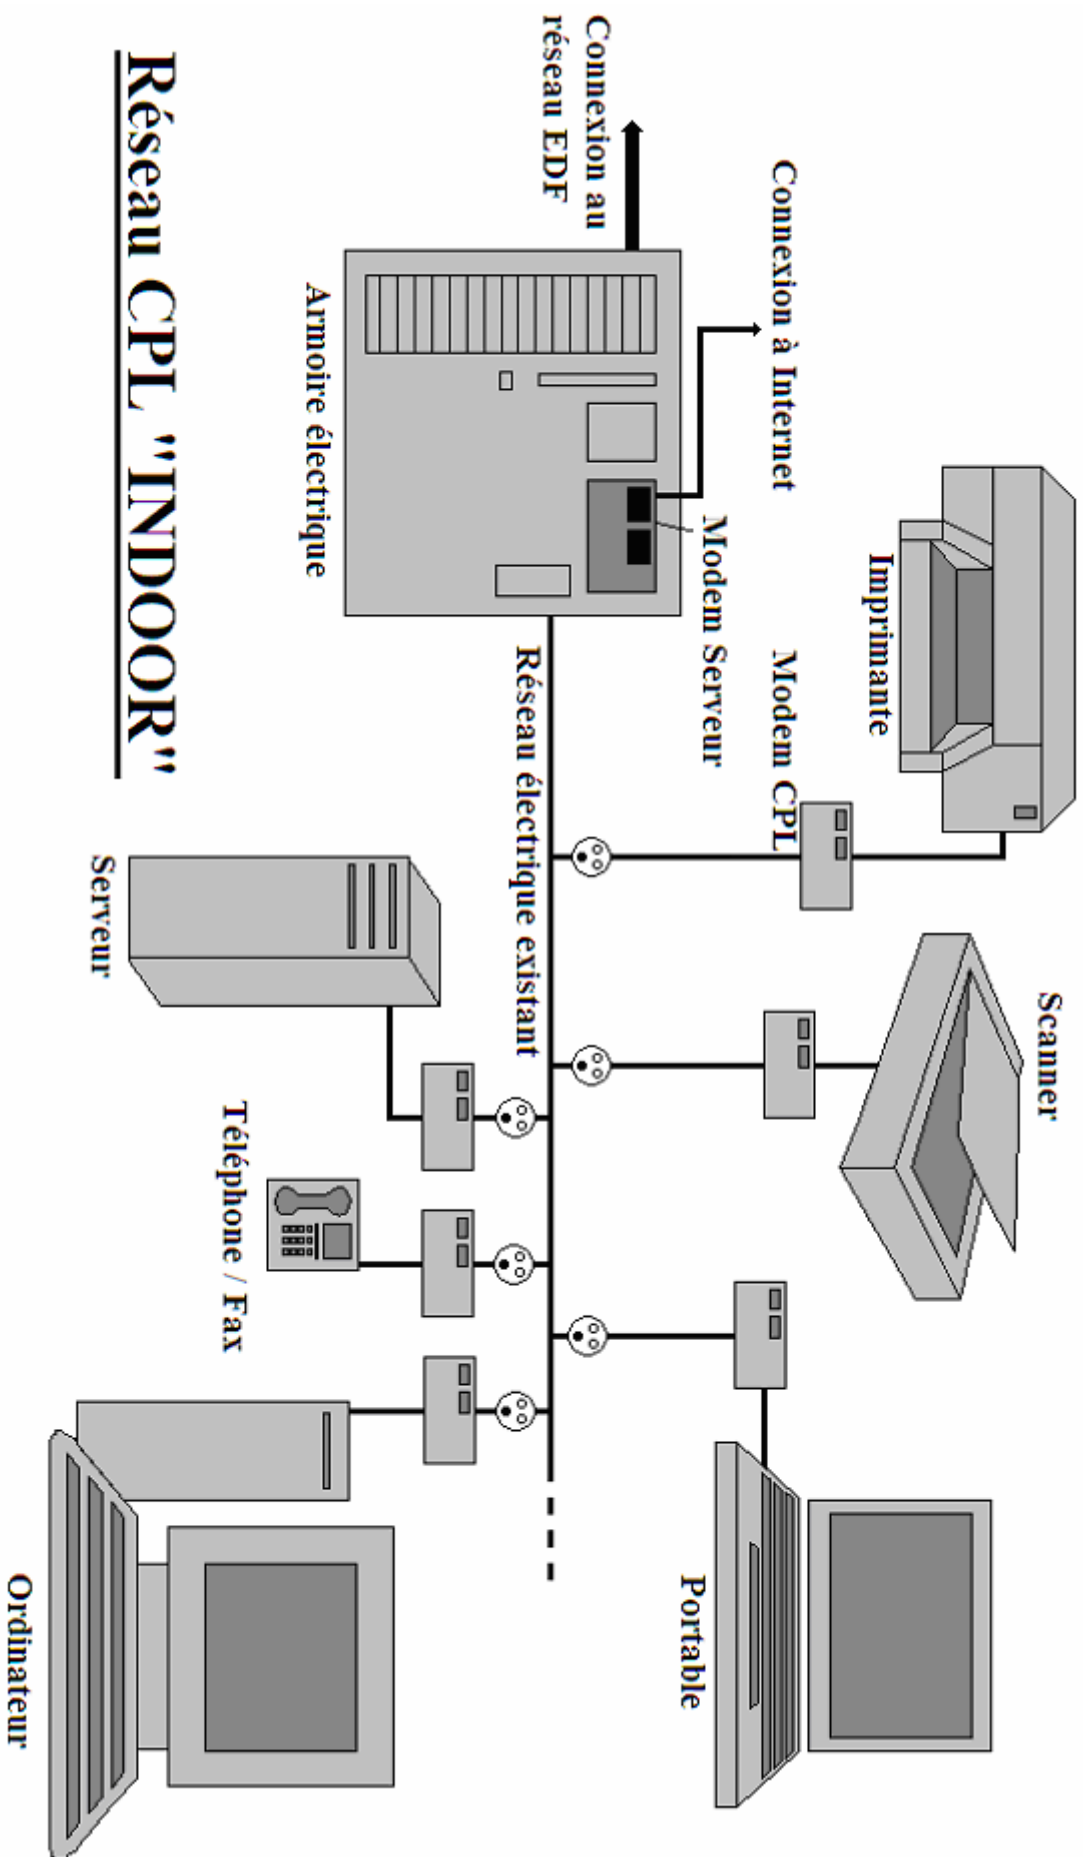 Imprimante
Scanner
Portable
Connexion à Internet
Modem CPL
Modem Serveur
Connexion au
réseau EDF
Réseau électrique existant
Armoire électrique
Téléphone / Fax
Serveur
Ordinateur
Réseau CPL "INDOOR"